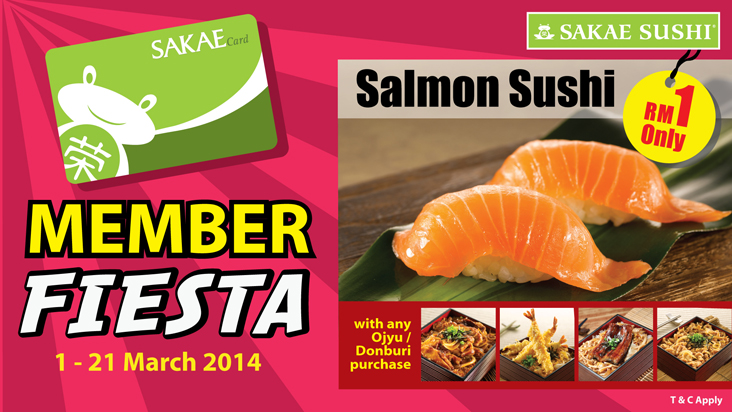 SAKAE Card
栄
MEMBER
FIESTA
1 - 21 March 2014
SAKAE SUSHI®
Salmon Sushi
RM1
Only
with any
Ojyu /
Donburi
purchase
T & C Apply